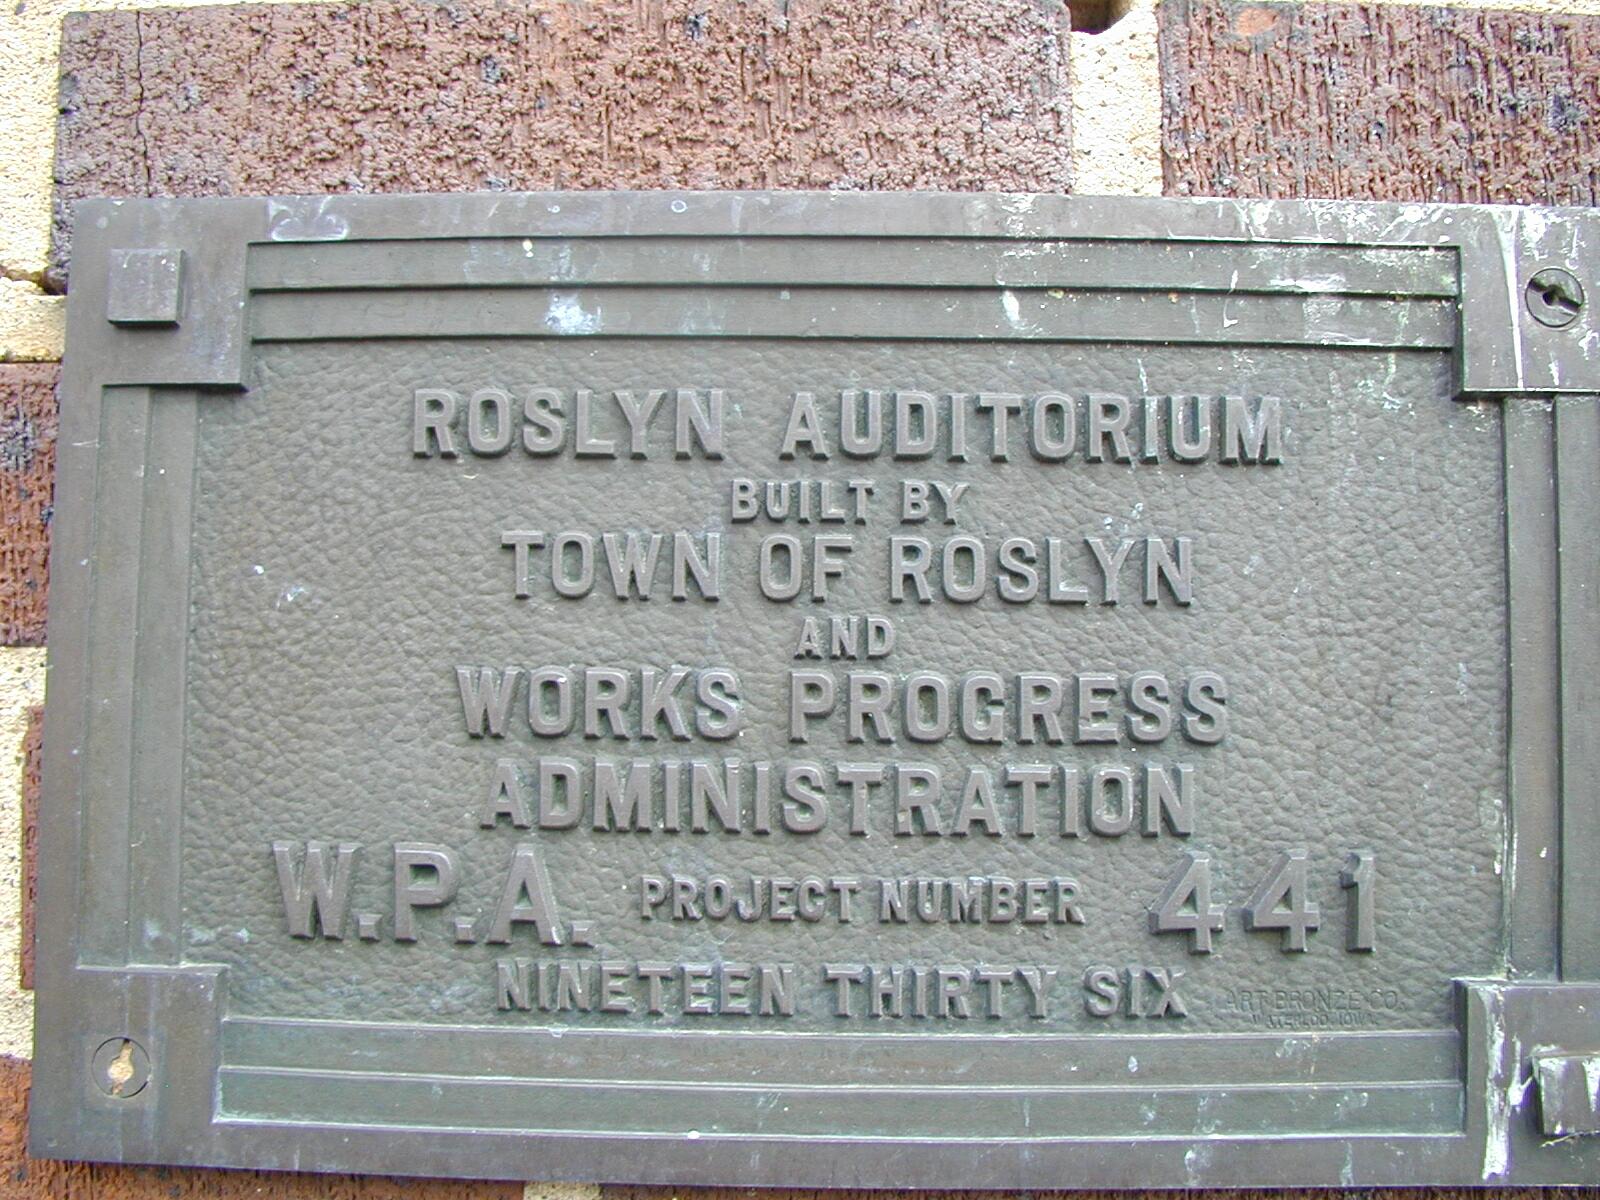 ROSLYN AUDITORIUM
BUILT BY
TOWN OF ROSLYN
AND
WORKS PROGRESS
ADMINISTRATION
W.P.A. PROJECT NUMBER 441
NINETEEN THIRTY SIX
ART BRONZE CO.
WATERLOO, IOWA.